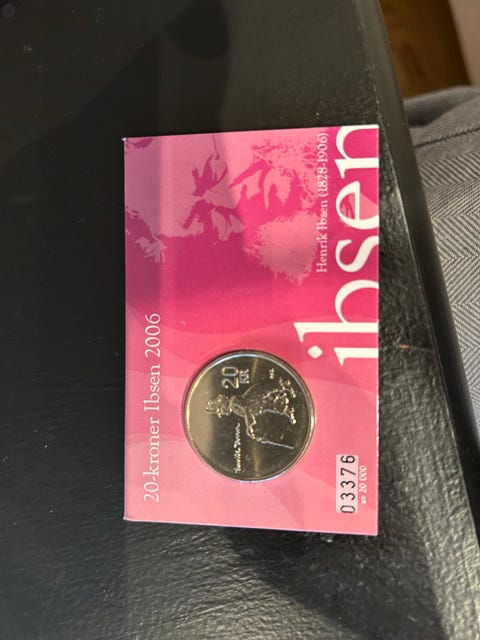 20-kroner Ibsen 2006
Henrik Ibsen (1828-1906)
ibsen
20
KR
Henrik Ibsen
03376
av 20 000